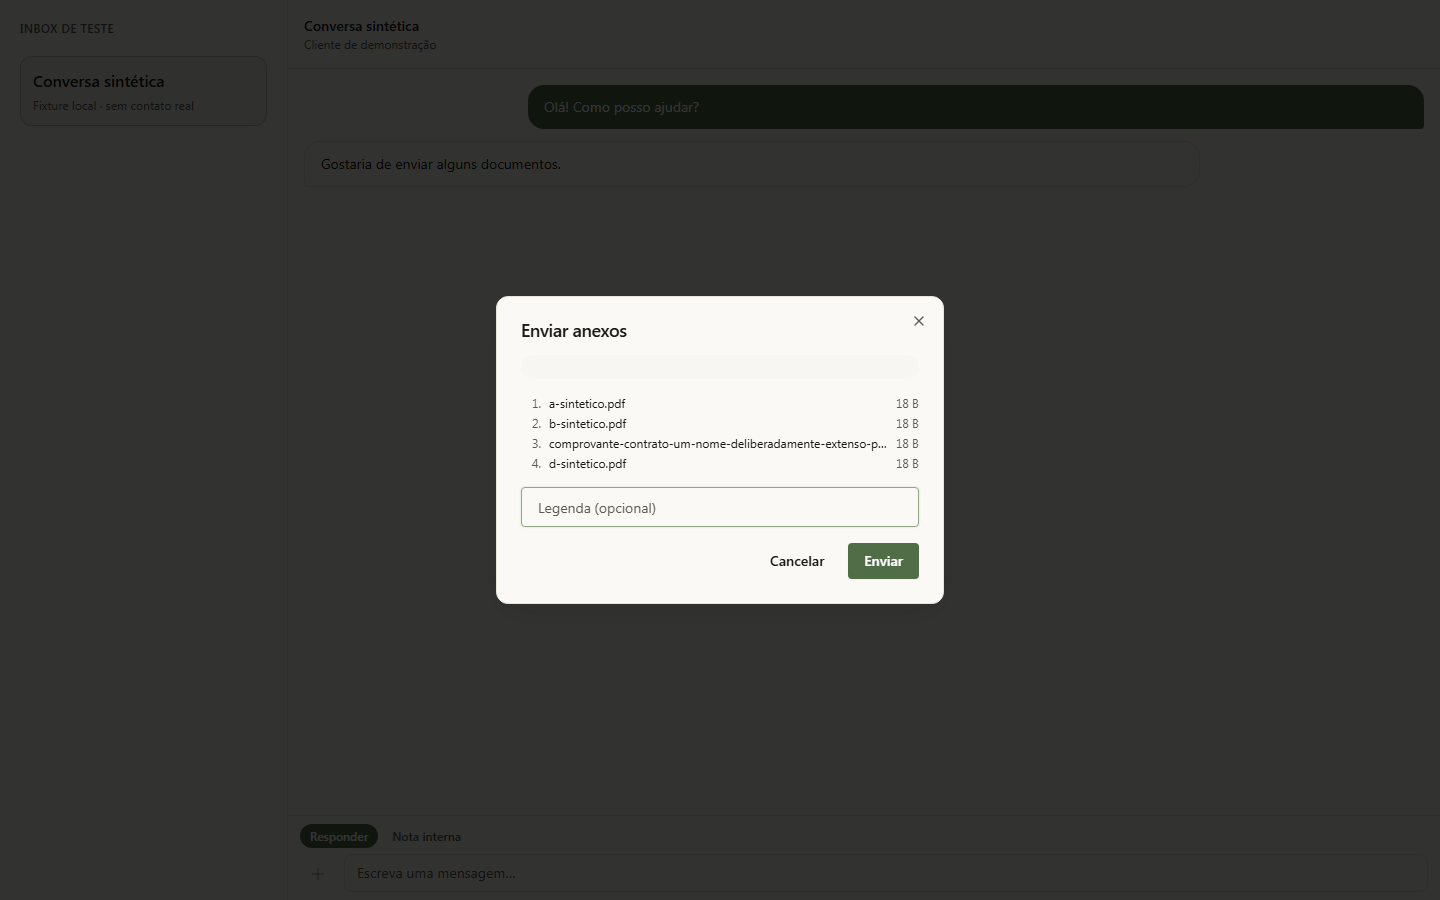 INBOX DE TESTE
Conversa sintética
Fixture local · sem contato real
Conversa sintética
Cliente de demonstração
Olá! Como posso ajudar?
Gostaria de enviar alguns documentos.
Enviar anexos
1. a-sintetico.pdf 18 B
2. b-sintetico.pdf 18 B
3. comprovante-contrato-um-nome-deliberadamente-extenso-p... 18 B
4. d-sintetico.pdf 18 B
Legenda (opcional)
Cancelar Enviar
Responder Nota interna
Escreva uma mensagem...